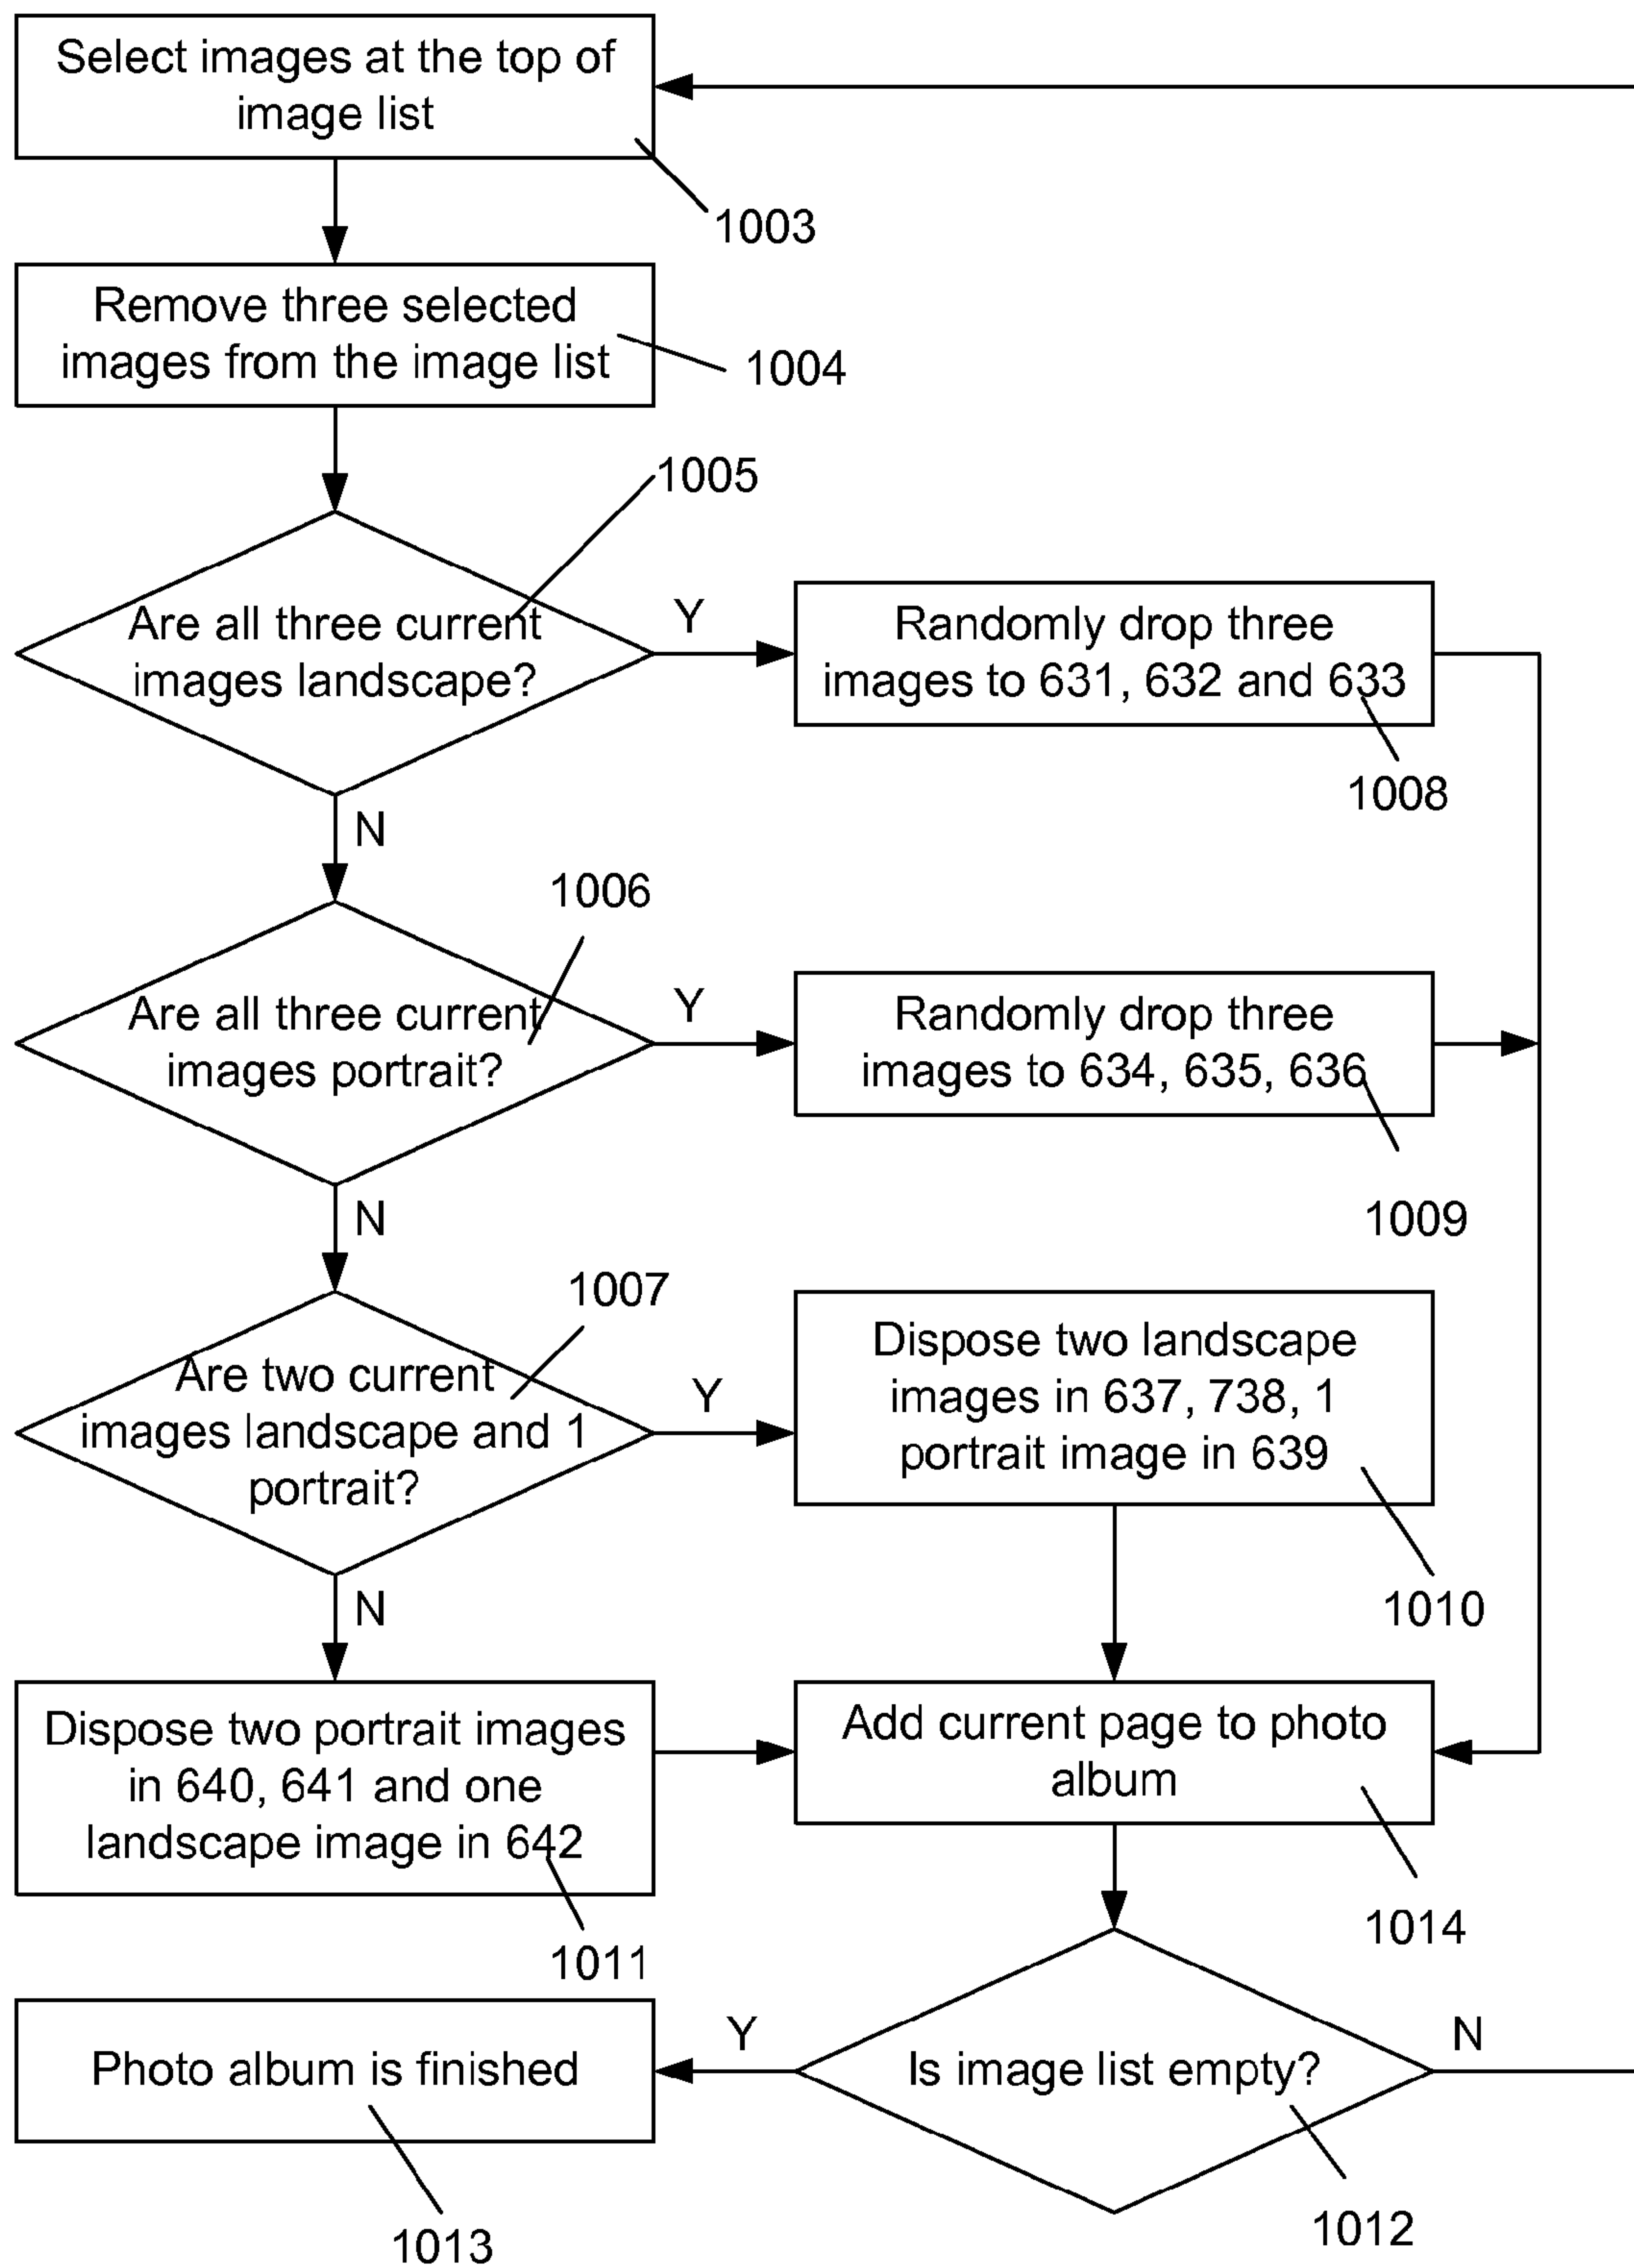 Select images at the top of
image list
1003
Remove three selected
images from the image list
1004
1005
Are all three current
images landscape?
Y
Randomly drop three
images to 631, 632 and 633
1008
N
1006
Are all three current
images portrait?
Y
Randomly drop three
images to 634, 635, 636
1009
N
1007
Are two current
images landscape and 1
portrait?
Y
Dispose two landscape
images in 637, 738, 1
portrait image in 639
1010
N
Dispose two portrait images
in 640, 641 and one
landscape image in 642
1011
Add current page to photo
album
1014
Is image list empty?
Y
N
1012
Photo album is finished
1013